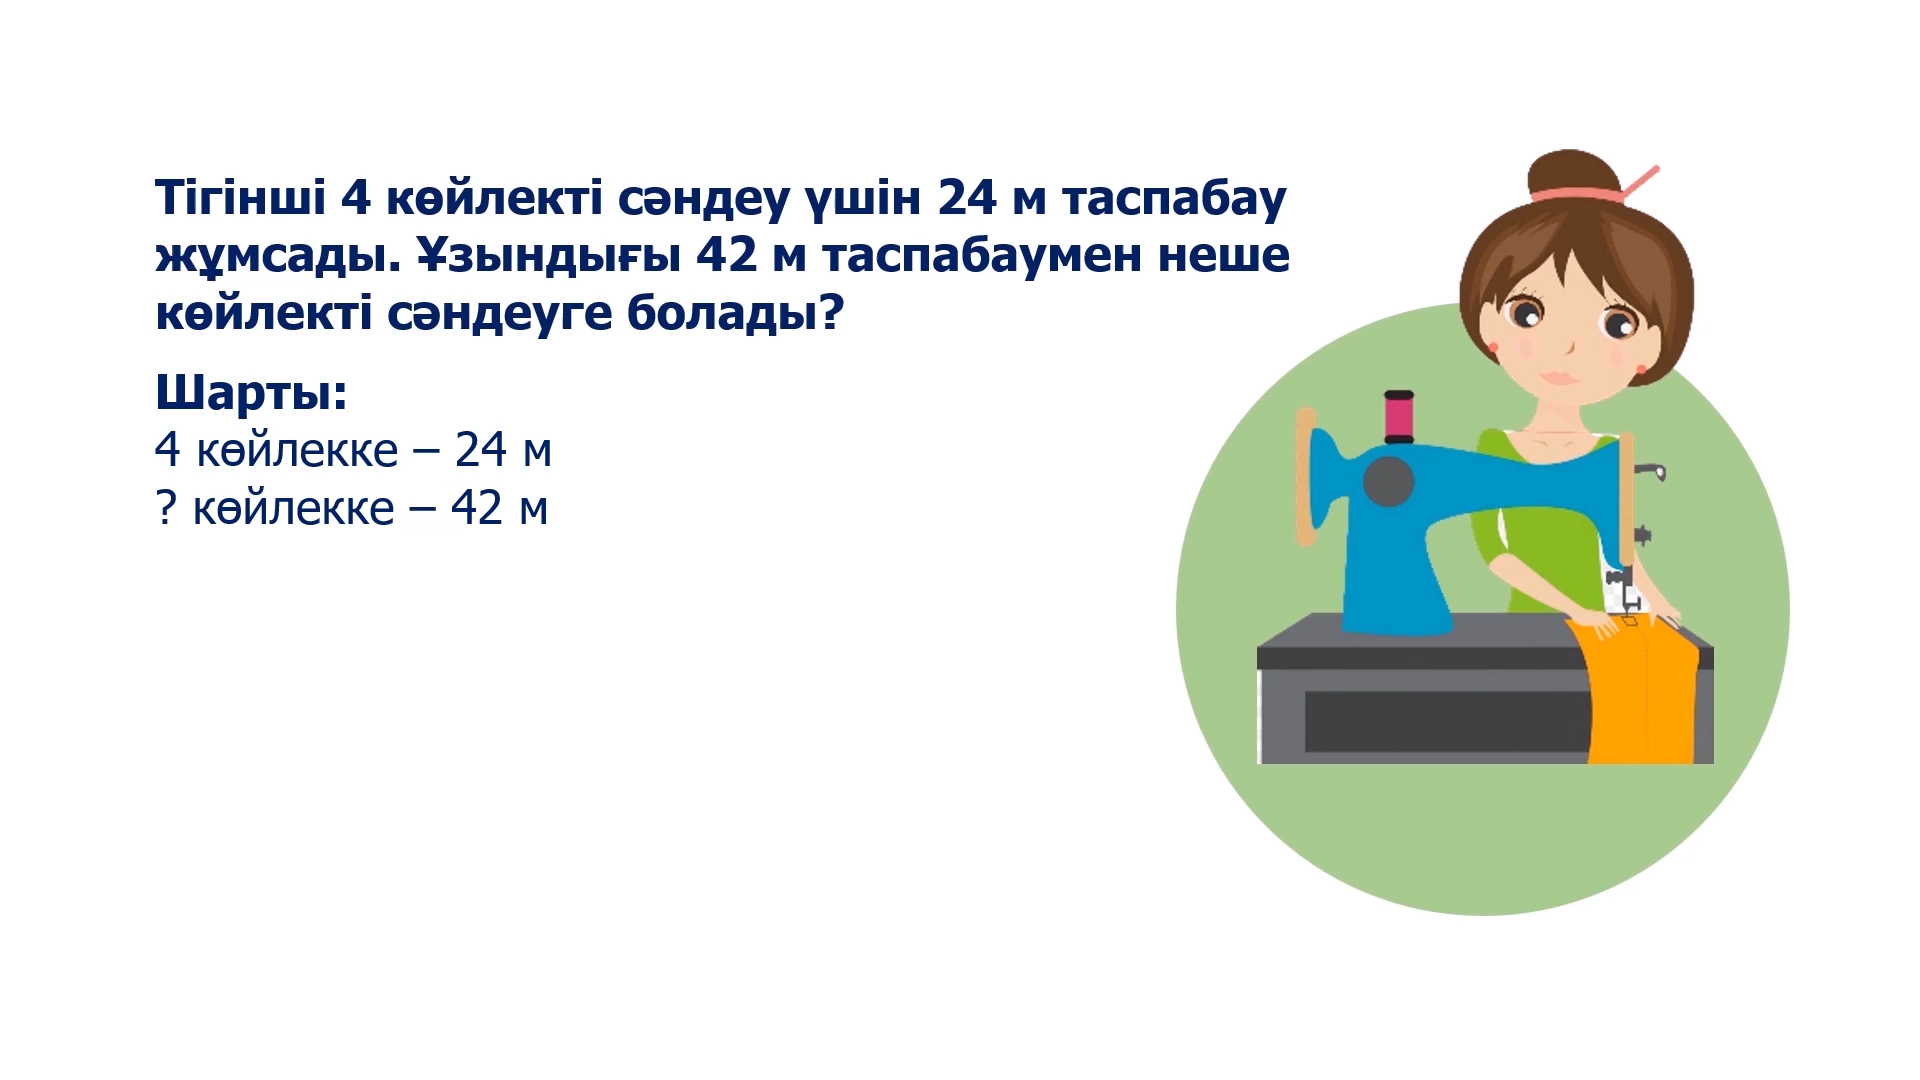 Тігінші 4 көйлекті сәндеу үшін 24 м таспабау
жұмсады. Ұзындығы 42 м таспабаумен неше
көйлекті сәндеуге болады?
Шарты:
4 көйлекке – 24 м
? көйлекке – 42 м